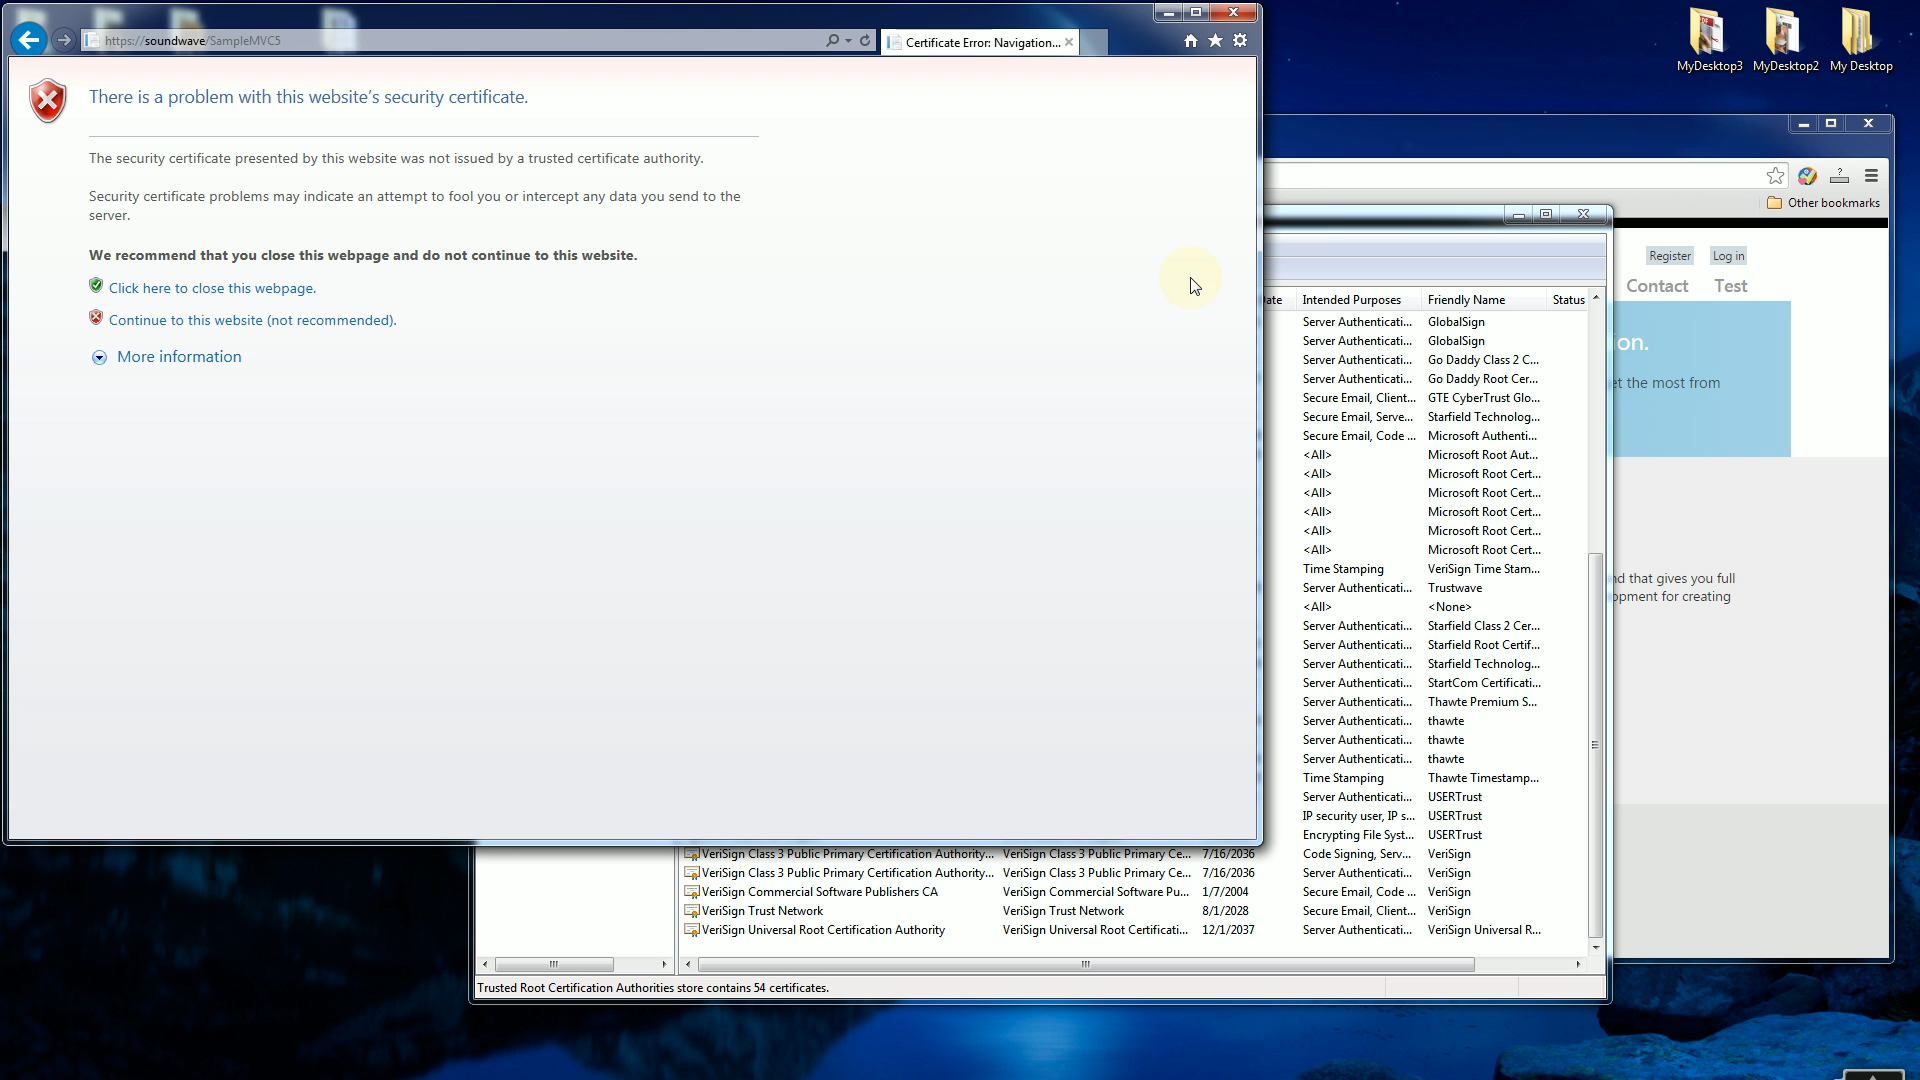 https://soundwave/SampleMVC5
Certificate Error: Navigation...
There is a problem with this website's security certificate.
The security certificate presented by this website was not issued by a trusted certificate authority.
Security certificate problems may indicate an attempt to fool you or intercept any data you send to the
server.
We recommend that you close this webpage and do not continue to this website.
Click here to close this webpage.
Continue to this website (not recommended).
More information
MyDesktop3 MyDesktop2 My Desktop
Other bookmarks
Register Log in
Contact Test
on.
et the most from
nd that gives you full
opment for creating
Date Intended Purposes Friendly Name Status
Server Authenticati... GlobalSign
Server Authenticati... GlobalSign
Server Authenticati... Go Daddy Class 2 C...
Server Authenticati... Go Daddy Root Cer...
Secure Email, Client... GTE CyberTrust Glo...
Secure Email, Serve... Starfield Technolog...
Secure Email, Code ... Microsoft Authenti...
<All> Microsoft Root Aut...
<All> Microsoft Root Cert...
<All> Microsoft Root Cert...
<All> Microsoft Root Cert...
<All> Microsoft Root Cert...
<All> Microsoft Root Cert...
Time Stamping VeriSign Time Stam...
Server Authenticati... Trustwave
<All> <None>
Server Authenticati... Starfield Class 2 Cer...
Server Authenticati... Starfield Root Certif...
Server Authenticati... Starfield Technolog...
Server Authenticati... StartCom Certificati...
Server Authenticati... Thawte Premium S...
Server Authenticati... thawte
Server Authenticati... thawte
Server Authenticati... thawte
Time Stamping Thawte Timestamp...
Server Authenticati... USERTrust
IP security user, IP s... USERTrust
Encrypting File Syst... USERTrust
VeriSign Class 3 Public Primary Certification Authority... VeriSign Class 3 Public Primary Ce... 7/16/2036 Code Signing, Serv... VeriSign
VeriSign Class 3 Public Primary Certification Authority... VeriSign Class 3 Public Primary Ce... 7/16/2036 Server Authenticati... VeriSign
VeriSign Commercial Software Publishers CA VeriSign Commercial Software Pu... 1/7/2004 Secure Email, Code ... VeriSign
VeriSign Trust Network VeriSign Trust Network 8/1/2028 Secure Email, Client... VeriSign
VeriSign Universal Root Certification Authority VeriSign Universal Root Certificati... 12/1/2037 Server Authenticati... VeriSign Universal R...
Trusted Root Certification Authorities store contains 54 certificates.